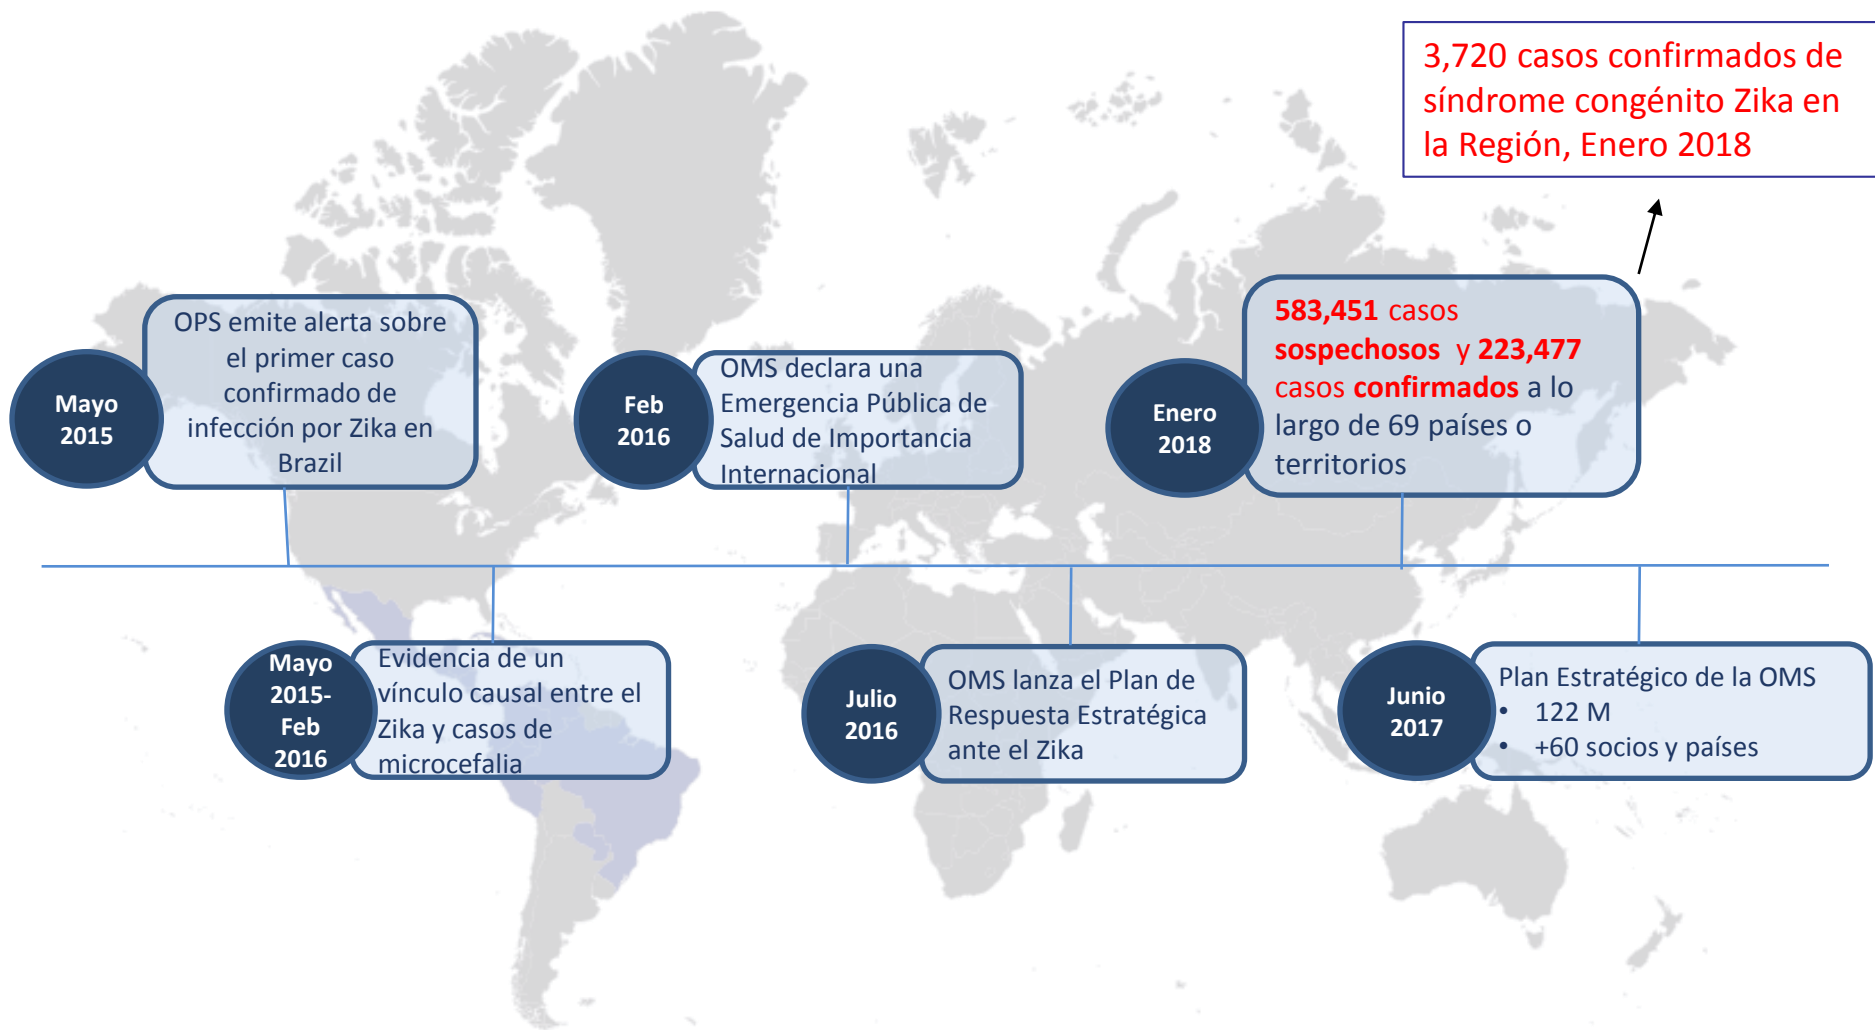 3,720 casos confirmados de
síndrome congénito Zika en
la Región, Enero 2018
Mayo
2015
OPS emite alerta sobre
el primer caso
confirmado de
infección por Zika en
Brazil
Feb
2016
OMS declara una
Emergencia Pública de
Salud de Importancia
Internacional
Enero
2018
583,451 casos
sospechosos y 223,477
casos confirmados a lo
largo de 69 países o
territorios
Mayo
2015-
Feb
2016
Evidencia de un
vínculo causal entre el
Zika y casos de
microcefalia
Julio
2016
OMS lanza el Plan de
Respuesta Estratégica
ante el Zika
Junio
2017
Plan Estratégico de la OMS
• 122 M
• +60 socios y países